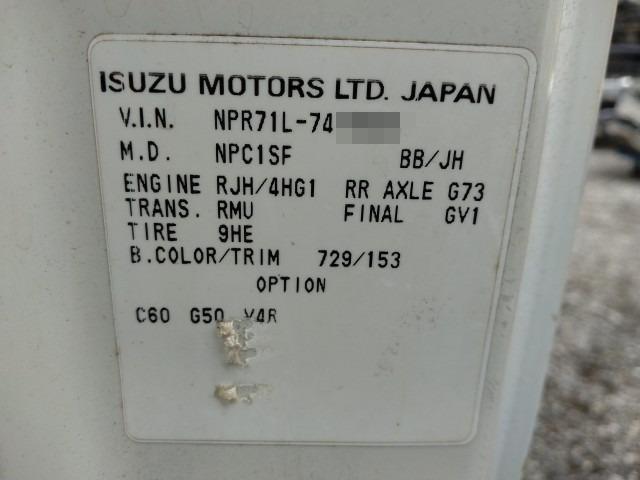 ISUZU MOTORS LTD. JAPAN
V.I.N. NPR71L-74
M.D. NPC1SF BB/JH
ENGINE RJH/4HG1 RR AXLE G73
TRANS. RMU FINAL GV1
TIRE 9HE
B.COLOR/TRIM 729/153
OPTION
C60 G50 V4R